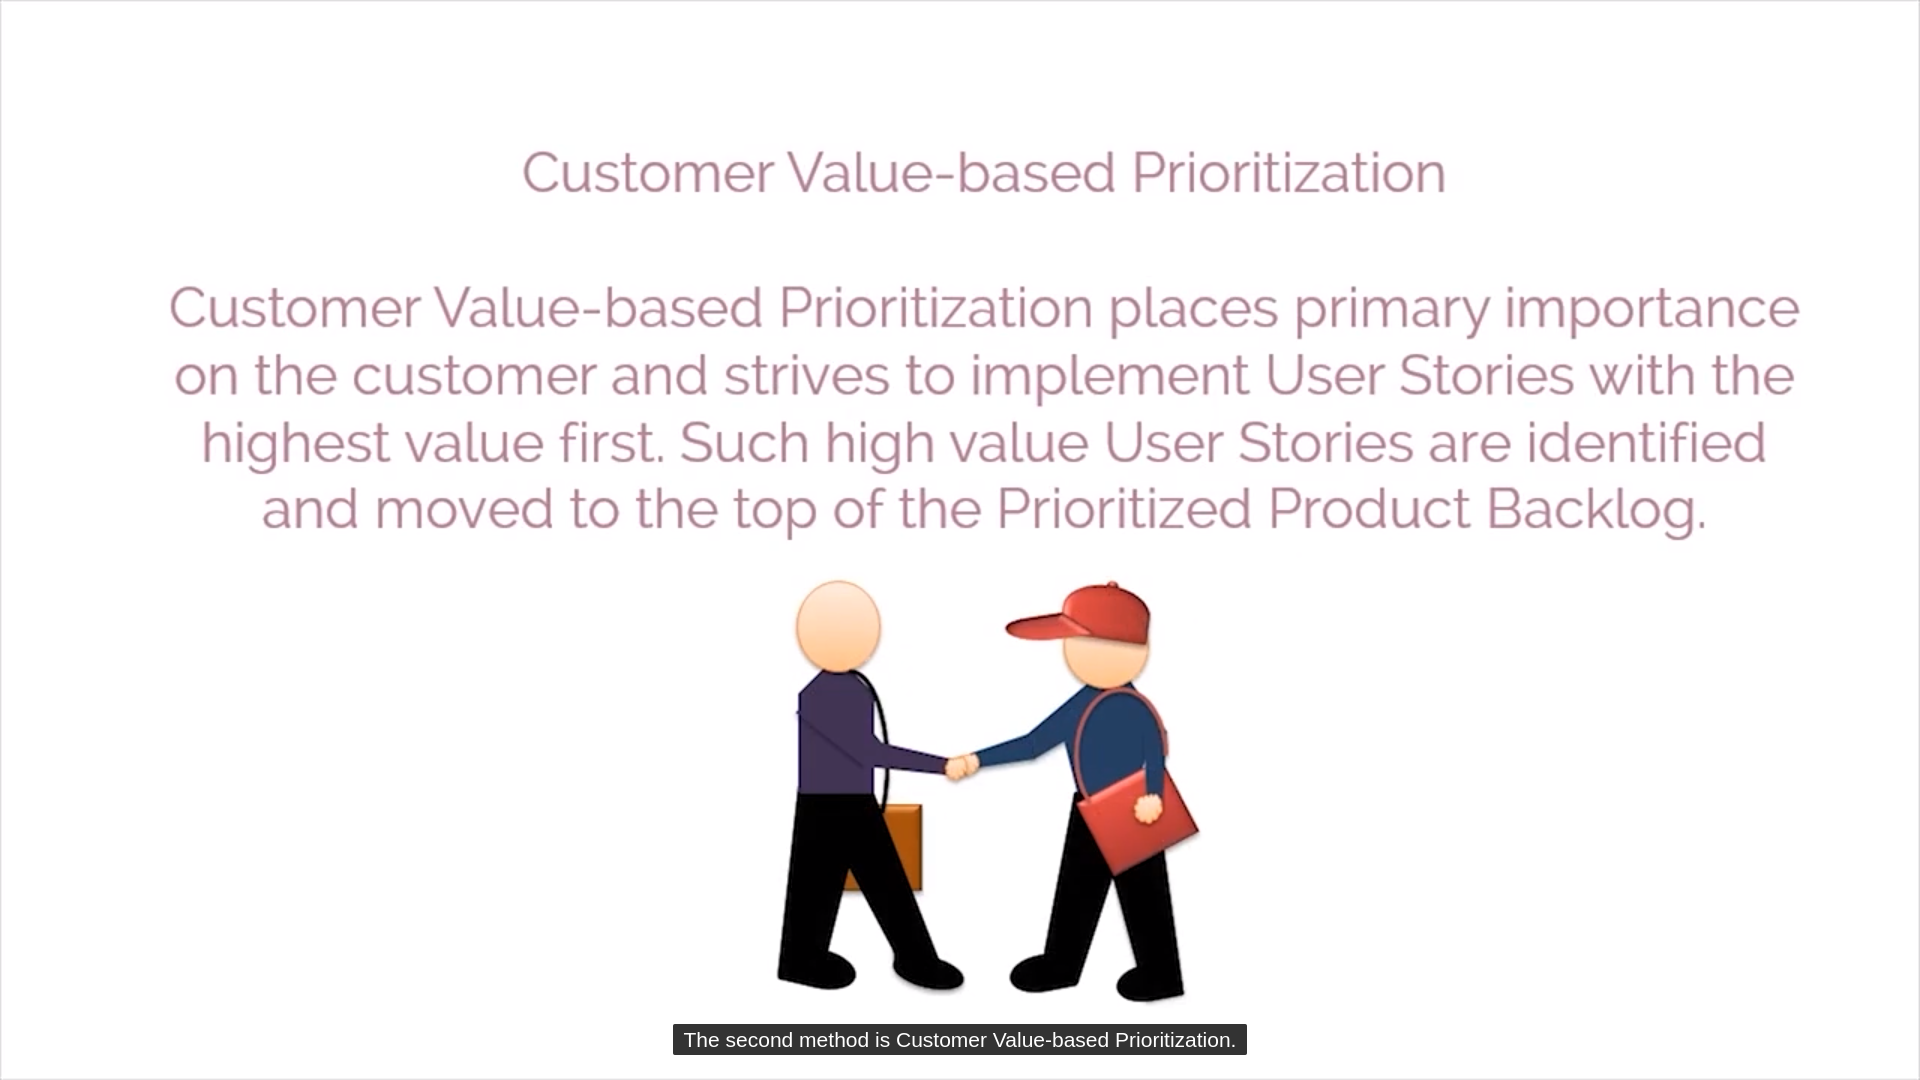 Customer Value-based Prioritization
Customer Value-based Prioritization places primary importance
on the customer and strives to implement User Stories with the
highest value first. Such high value User Stories are identified
and moved to the top of the Prioritized Product Backlog.
The second method is Customer Value-based Prioritization.